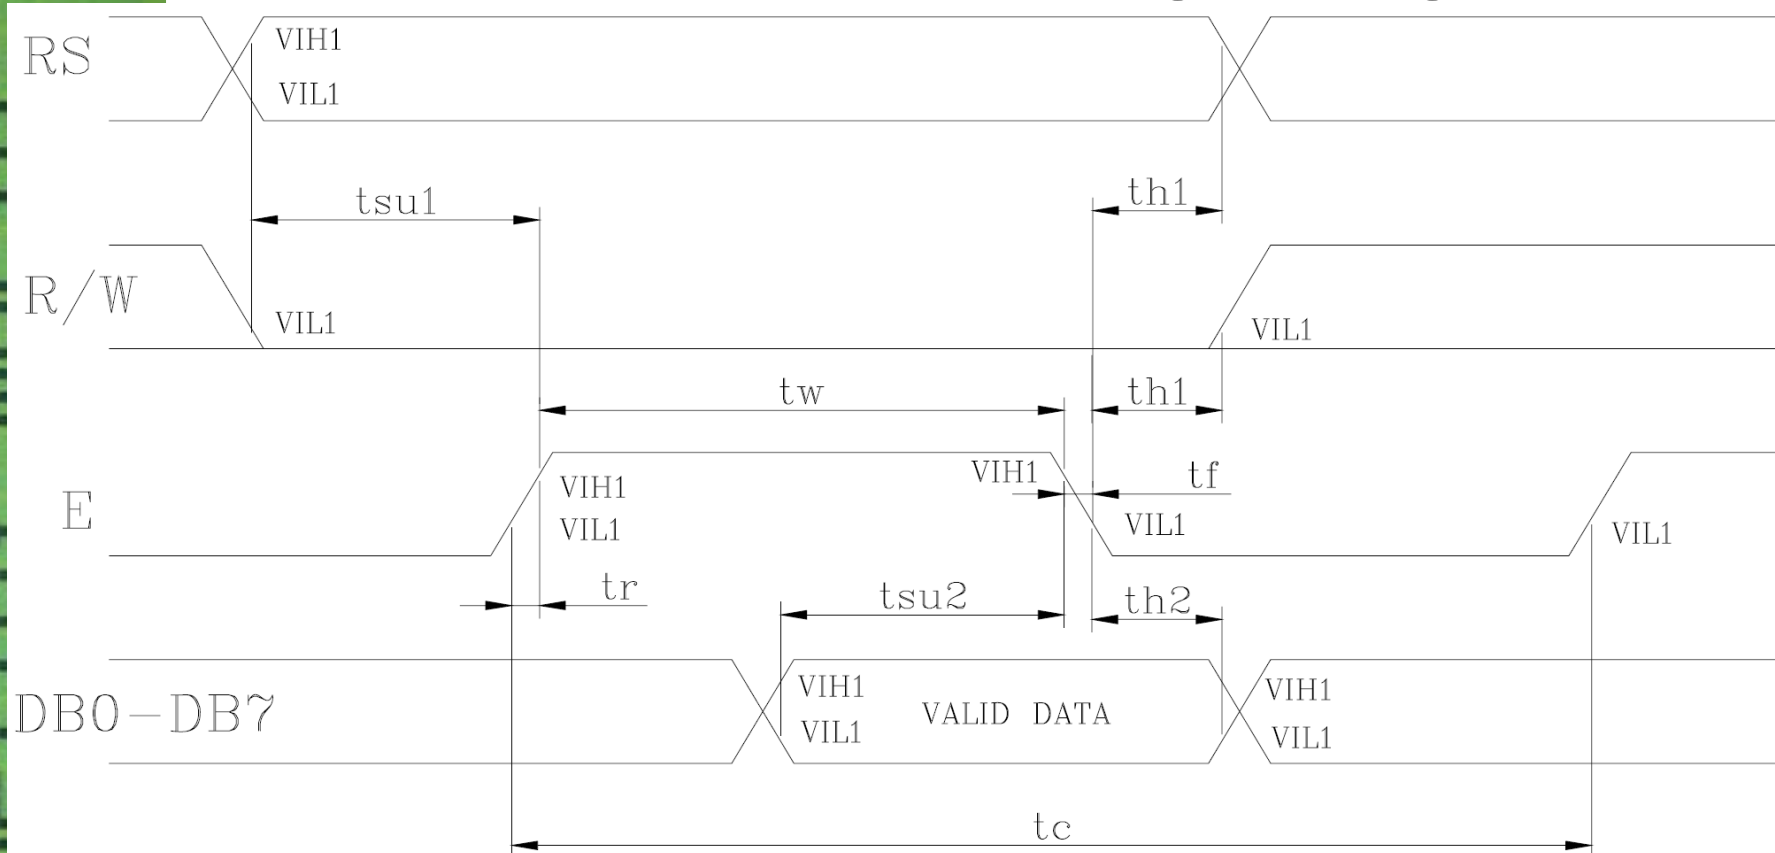 RS
VIH1
VIL1
tsu1
th1
R/W
VIL1
VIL1
tw
th1
E
VIH1
VIL1
VIH1
tf
VIL1
VIL1
tr
tsu2
th2
DB0-DB7
VIH1
VIL1
VALID DATA
VIH1
VIL1
tc